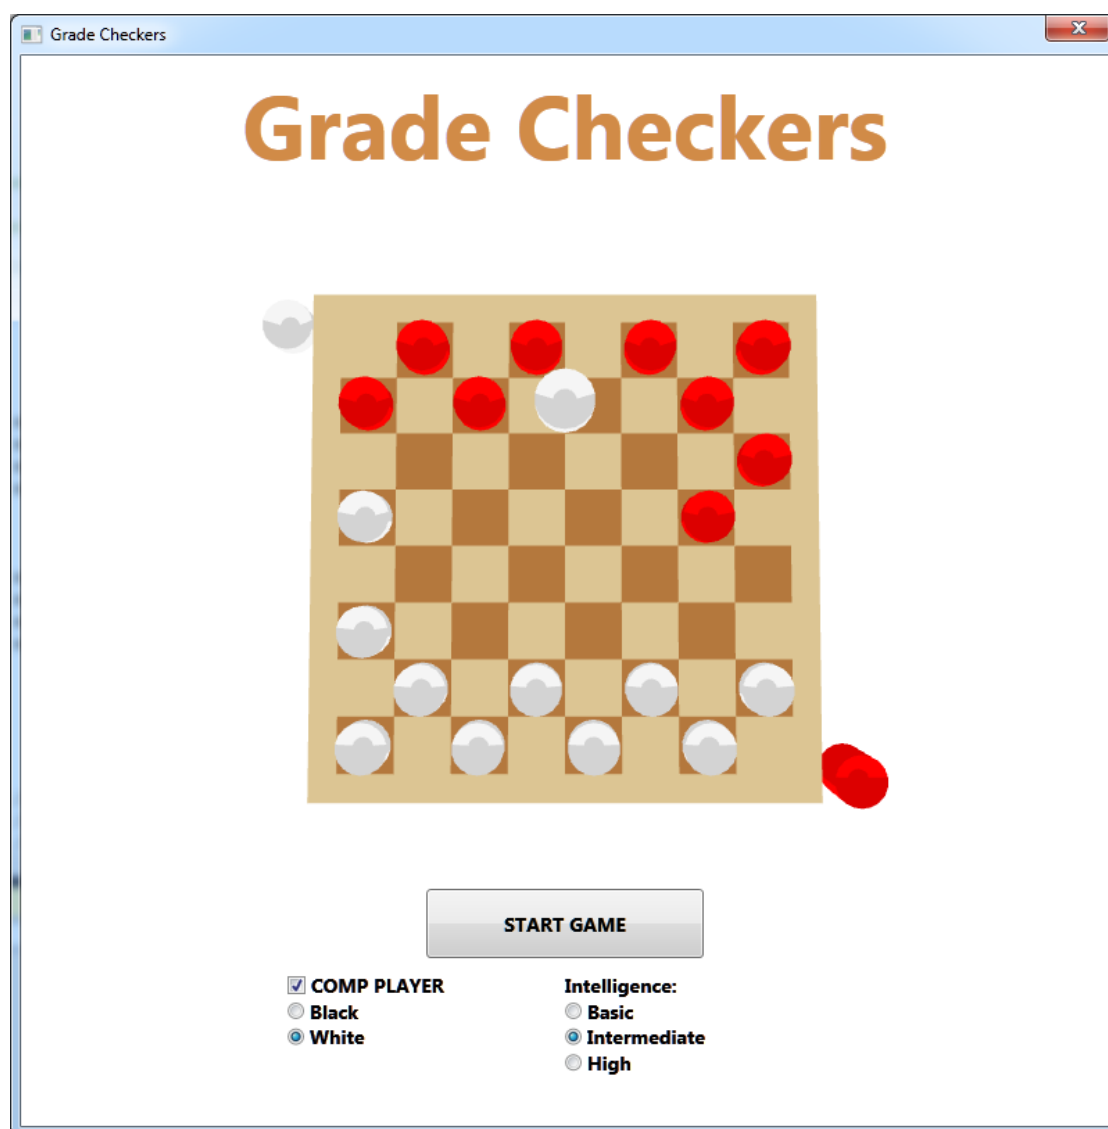 Grade Checkers
Grade Checkers
START GAME
COMP PLAYER
Black
White
Intelligence:
Basic
Intermediate
High